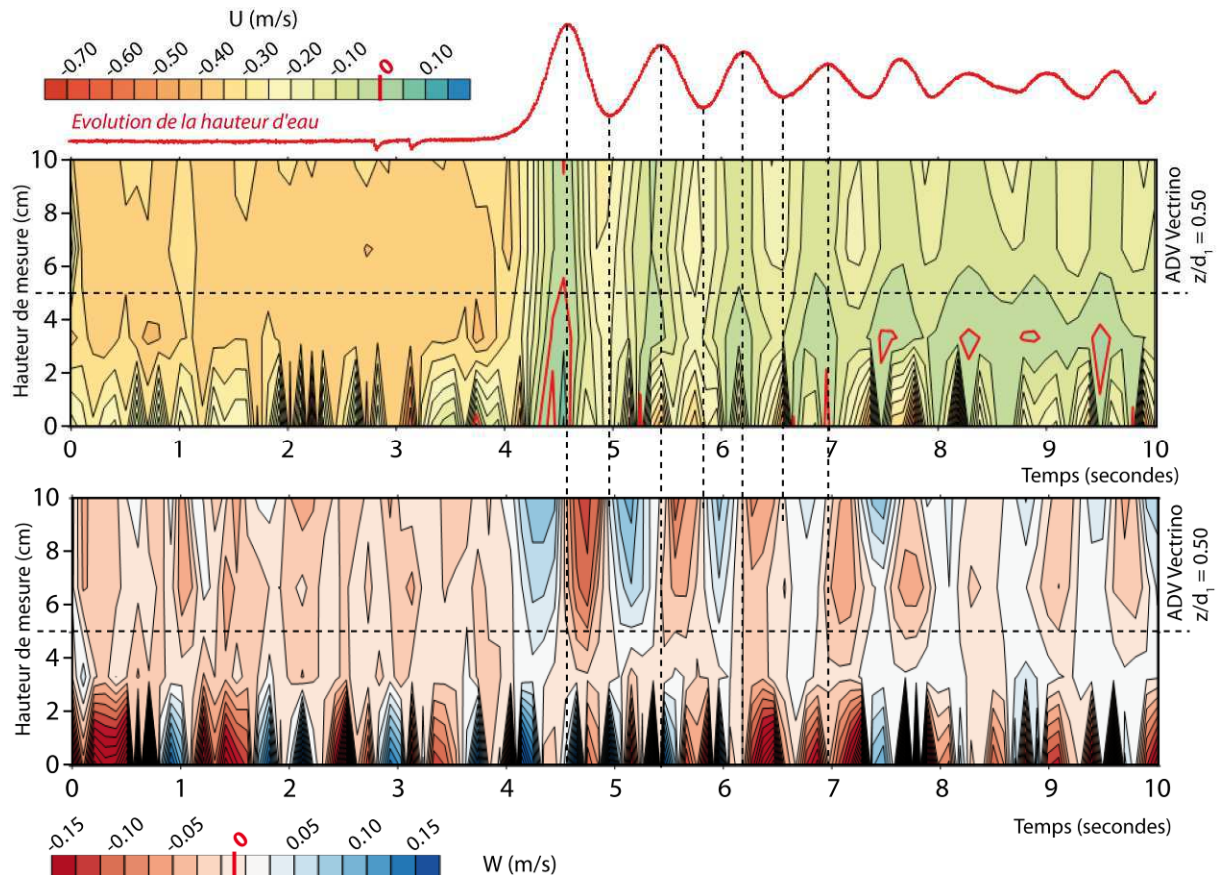 U (m/s)
-0.70 -0.60 -0.50 -0.40 -0.30 -0.20 -0.10 0 0.10
Evolution de la hauteur d'eau
Hauteur de mesure (cm)
10
8
6
4
2
0
ADV Vectrino
z/d1 = 0.50
0 1 2 3 4 5 6 7 8 9 10
Temps (secondes)
Hauteur de mesure (cm)
10
8
6
4
2
0
ADV Vectrino
z/d1 = 0.50
0 1 2 3 4 5 6 7 8 9 10
Temps (secondes)
-0.15 -0.10 -0.05 0 0.05 0.10 0.15
W (m/s)